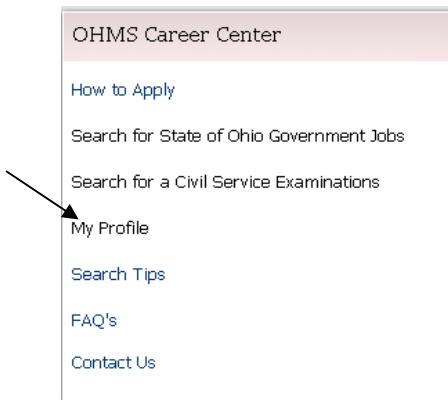 OHMS Career Center
How to Apply
Search for State of Ohio Government Jobs
Search for a Civil Service Examinations
My Profile
Search Tips
FAQ's
Contact Us